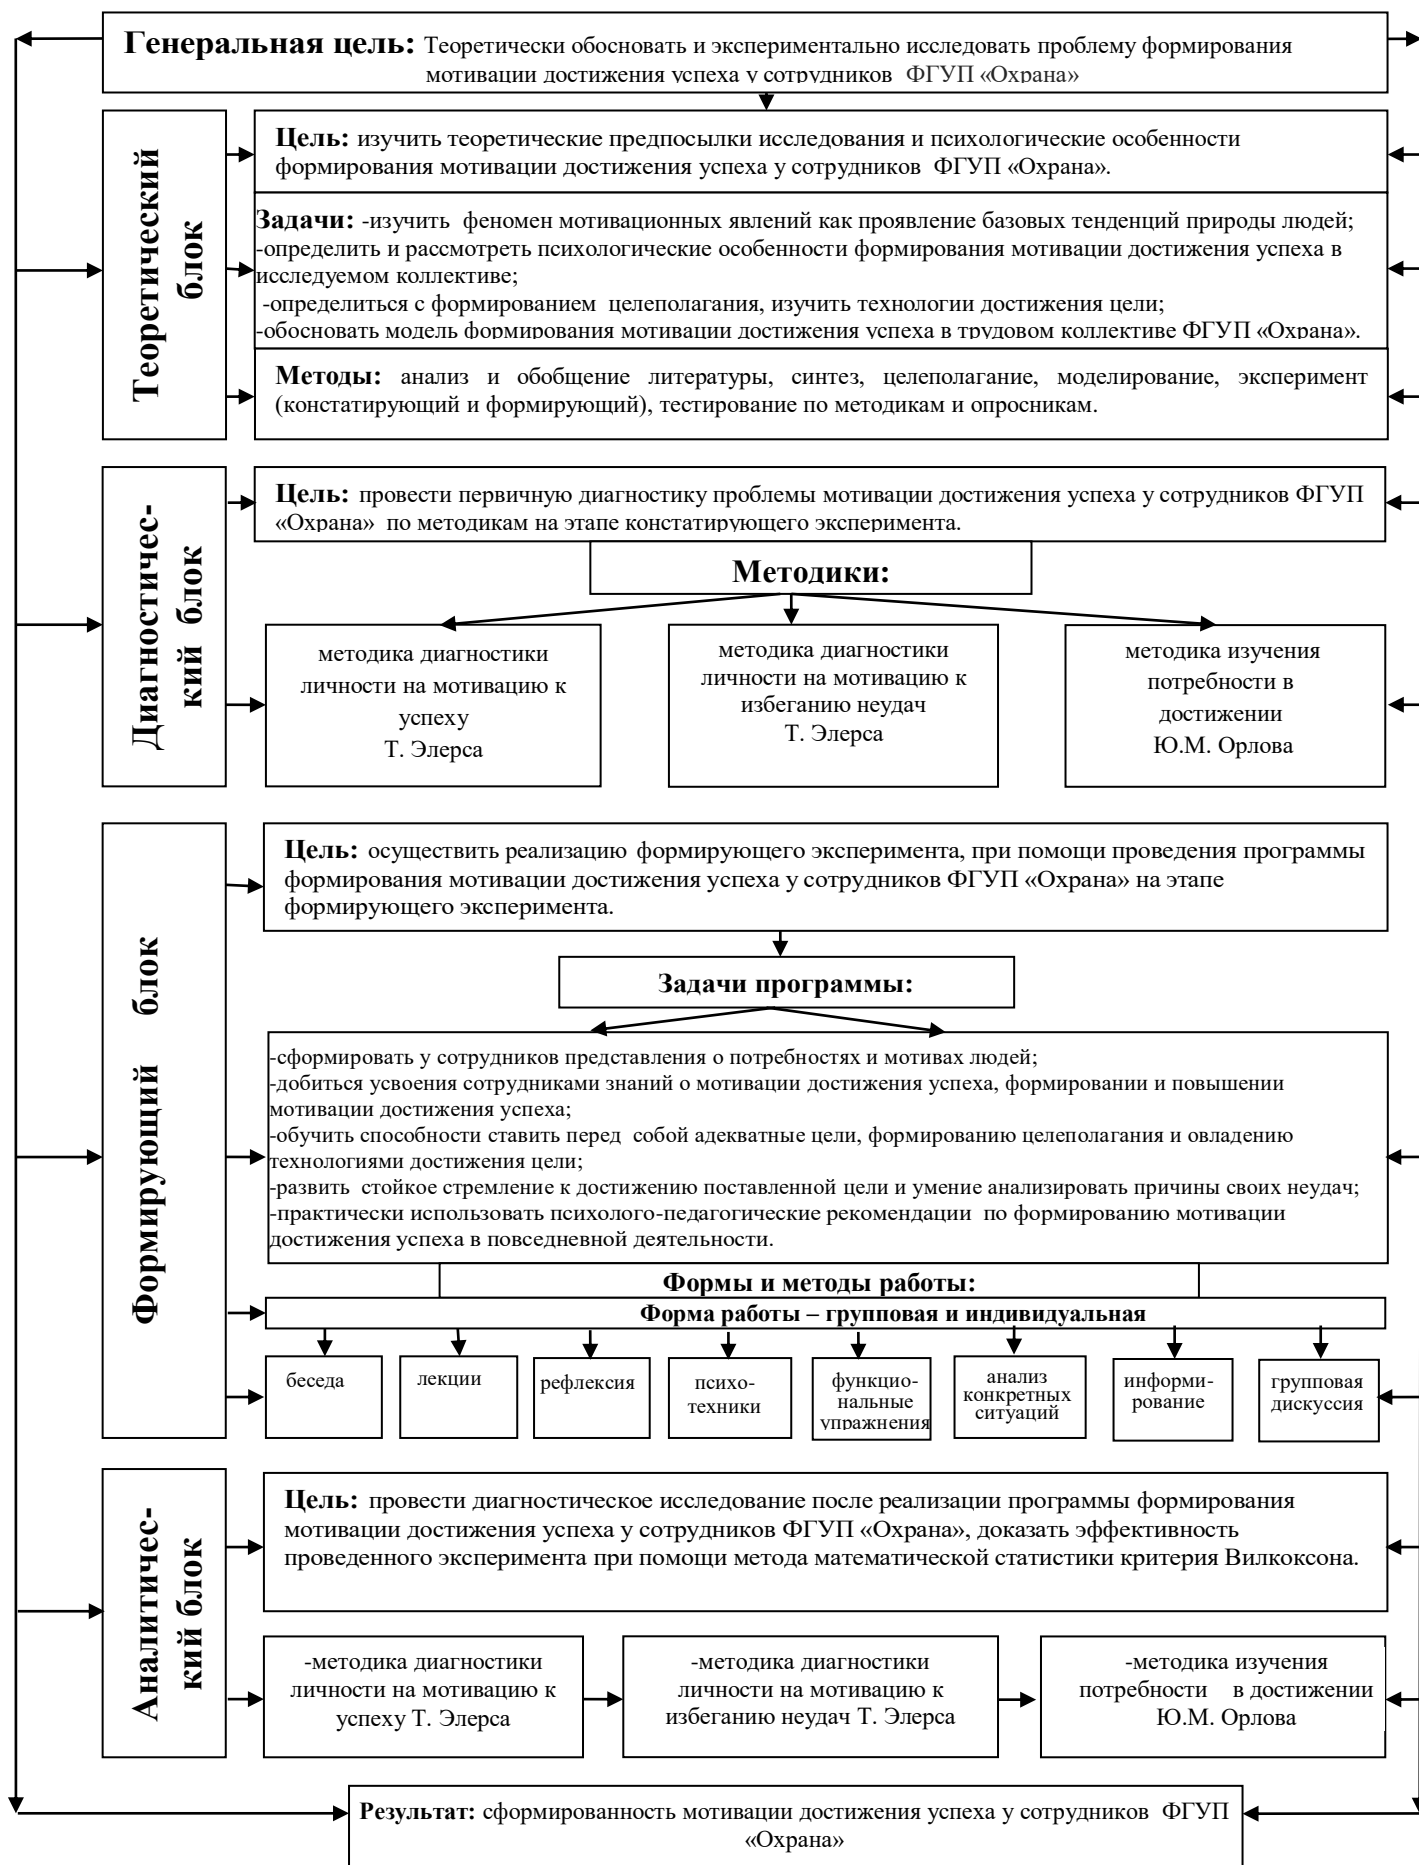 Генеральная цель: Теоретически обосновать и экспериментально исследовать проблему формирования
мотивации достижения успеха у сотрудников ФГУП «Охрана»
Теоретический
блок
Цель: изучить теоретические предпосылки исследования и психологические особенности
формирования мотивации достижения успеха у сотрудников ФГУП «Охрана».
Задачи: -изучить феномен мотивационных явлений как проявление базовых тенденций природы людей;
-определить и рассмотреть психологические особенности формирования мотивации достижения успеха в
исследуемом коллективе;
-определиться с формированием целеполагания, изучить технологии достижения цели;
-обосновать модель формирования мотивации достижения успеха в трудовом коллективе ФГУП «Охрана».
Методы: анализ и обобщение литературы, синтез, целеполагание, моделирование, эксперимент
(констатирующий и формирующий), тестирование по методикам и опросникам.
Диагностичес-
кий блок
Цель: провести первичную диагностику проблемы мотивации достижения успеха у сотрудников ФГУП
«Охрана» по методикам на этапе констатирующего эксперимента.
Методики:
методика диагностики
личности на мотивацию к
успеху
Т. Элерса
методика диагностики
личности на мотивацию к
избеганию неудач
Т. Элерса
методика изучения
потребности в
достижении
Ю.М. Орлова
Формирующий блок
Цель: осуществить реализацию формирующего эксперимента, при помощи проведения программы
формирования мотивации достижения успеха у сотрудников ФГУП «Охрана» на этапе
формирующего эксперимента.
Задачи программы:
-сформировать у сотрудников представления о потребностях и мотивах людей;
-добиться усвоения сотрудниками знаний о мотивации достижения успеха, формировании и повышении
мотивации достижения успеха;
-обучить способности ставить перед собой адекватные цели, формированию целеполагания и овладению
технологиями достижения цели;
-развить стойкое стремление к достижению поставленной цели и умение анализировать причины своих неудач;
-практически использовать психолого-педагогические рекомендации по формированию мотивации
достижения успеха в повседневной деятельности.
Формы и методы работы:
Форма работы – групповая и индивидуальная
беседа
лекции
рефлексия
психо-
техники
функцио-
нальные
упражнения
анализ
конкретных
ситуаций
информи-
рование
групповая
дискуссия
Аналитичес-
кий блок
Цель: провести диагностическое исследование после реализации программы формирования
мотивации достижения успеха у сотрудников ФГУП «Охрана», доказать эффективность
проведенного эксперимента при помощи метода математической статистики критерия Вилкоксона.
-методика диагностики
личности на мотивацию к
успеху Т. Элерса
-методика диагностики
личности на мотивацию к
избеганию неудач Т. Элерса
-методика изучения
потребности в достижении
Ю.М. Орлова
Результат: сформированность мотивации достижения успеха у сотрудников ФГУП
«Охрана»